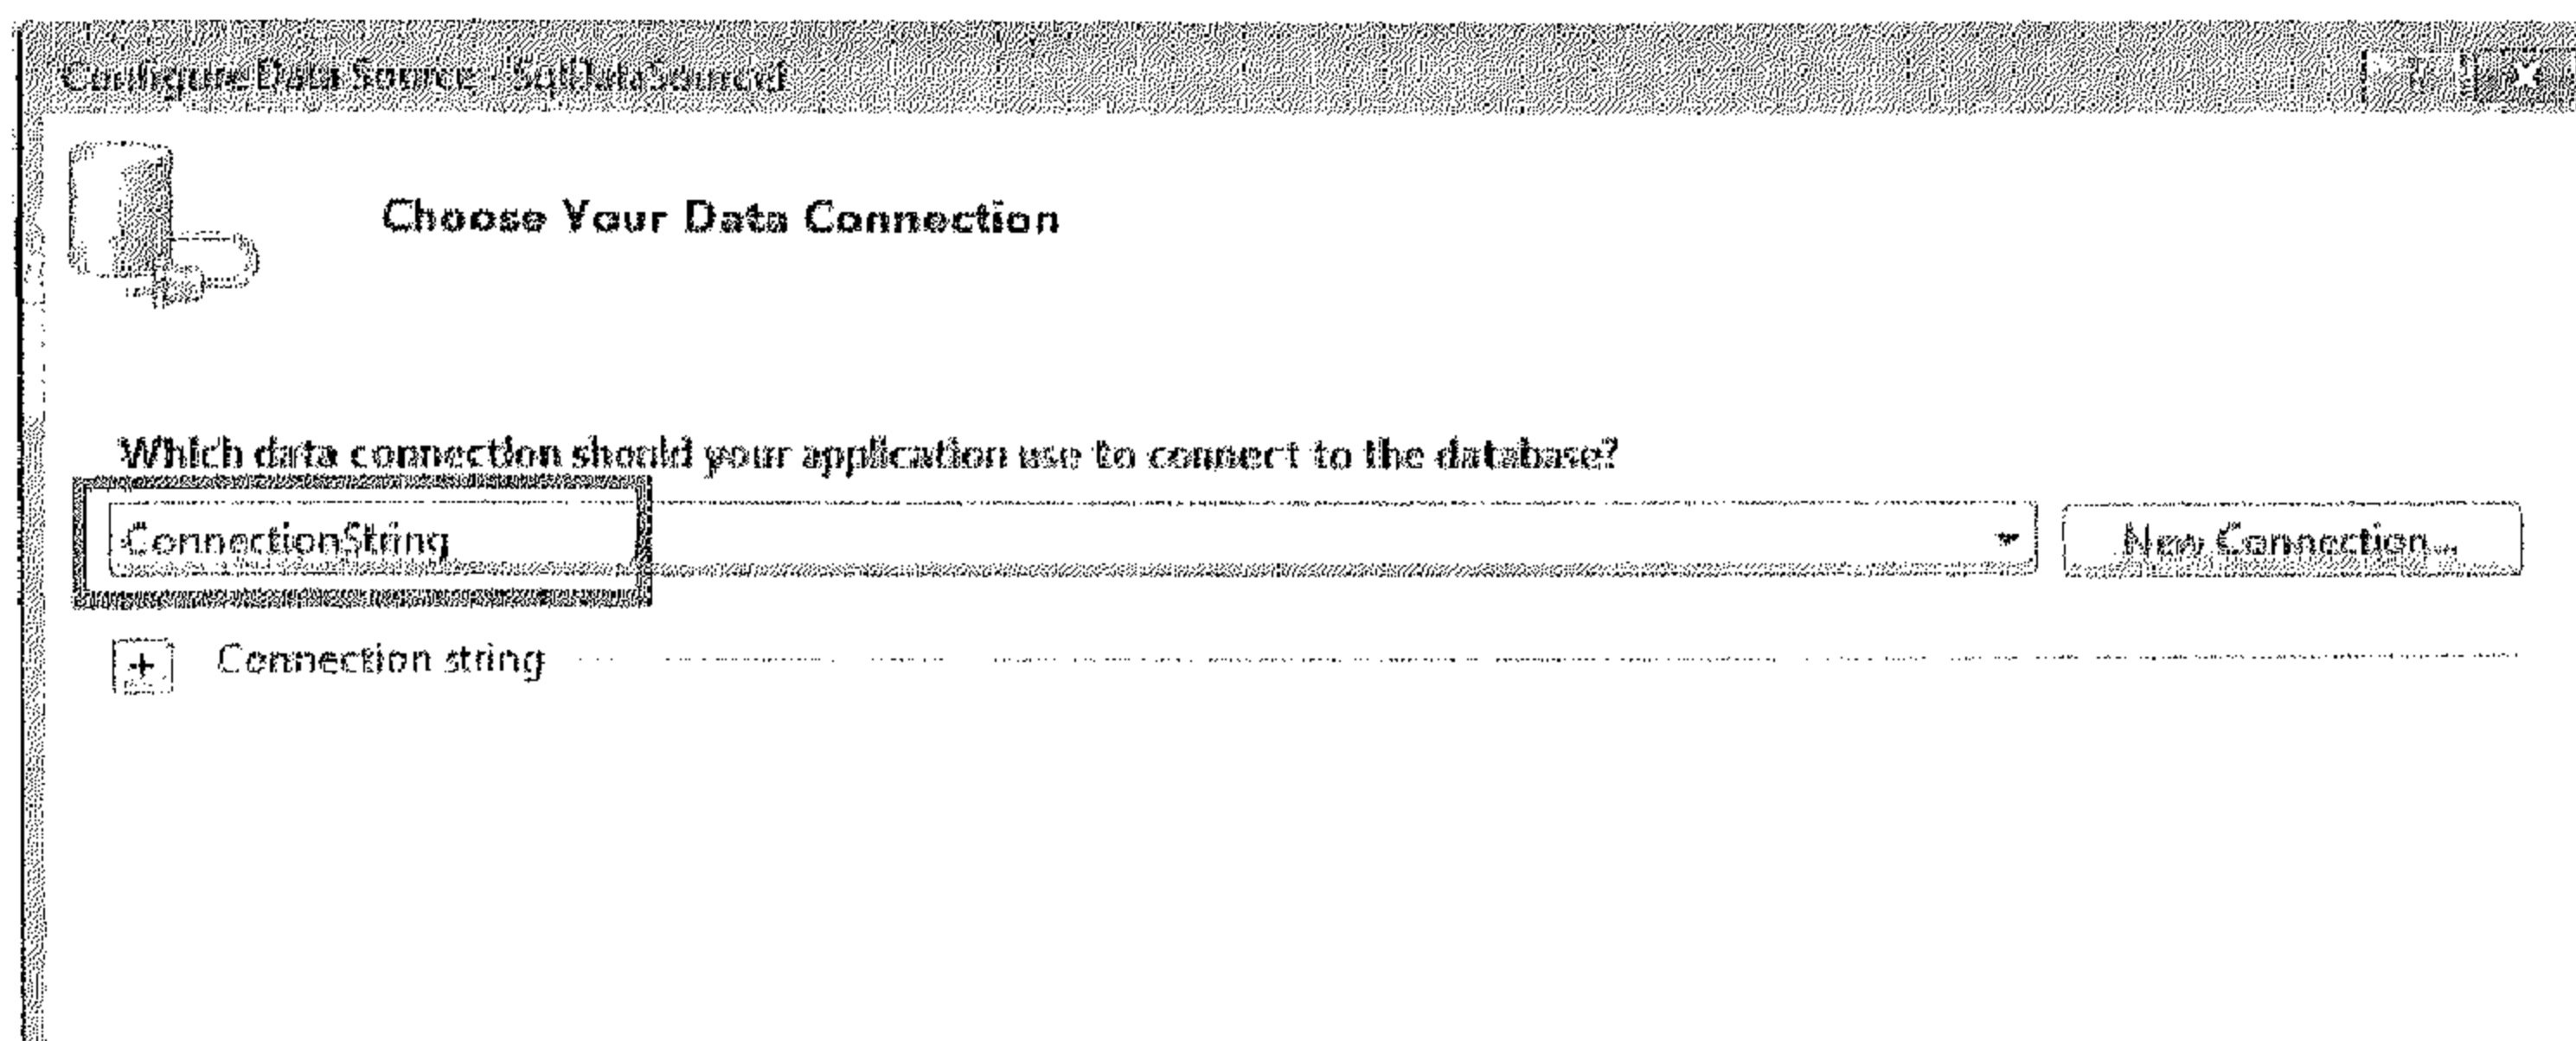 Configure Data Source - SqlDataSource1
Choose Your Data Connection
Which data connection should your application use to connect to the database?
ConnectionString
New Connection...
+ Connection string